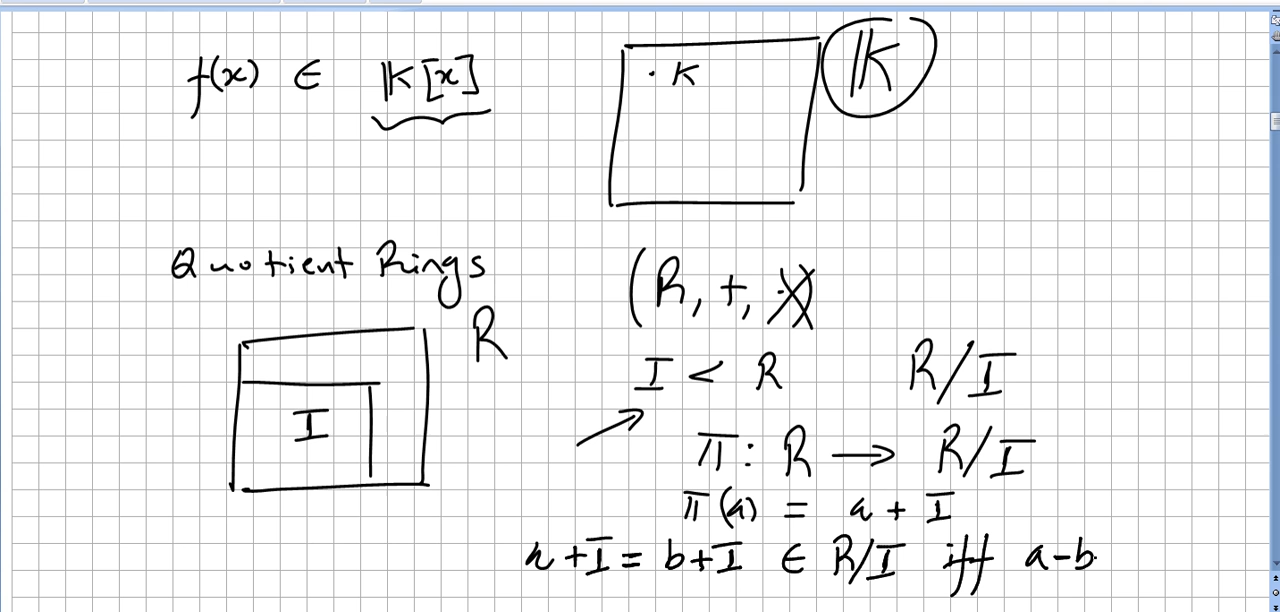 f(x) ∈ 𝕂[x]
· K
𝕂
Quotient Rings
(R, +, ·)
R
I < R
R/I
I
π: R → R/I
π(a) = a + I
a + I = b + I ∈ R/I iff a-b